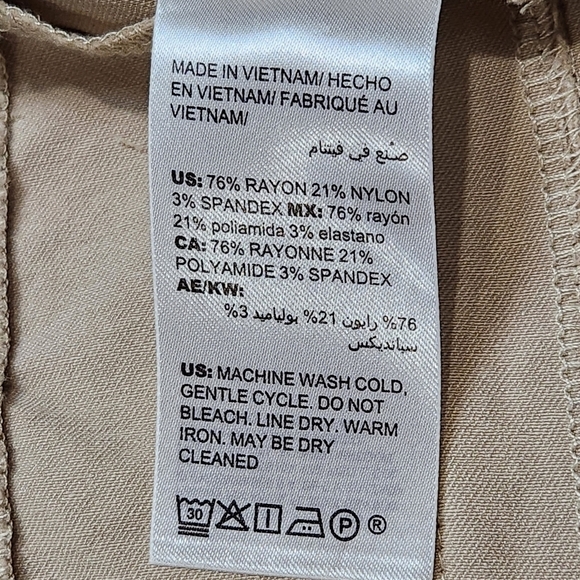 MADE IN VIETNAM/ HECHO
EN VIETNAM/ FABRIQUÉ AU
VIETNAM/
صنع في فيتنام
US: 76% RAYON 21% NYLON
3% SPANDEX MX: 76% rayón
21% poliamida 3% elastano
CA: 76% RAYONNE 21%
POLYAMIDE 3% SPANDEX
AE/KW:
76% رايون 21% بولياميد 3%
سبانديكس
US: MACHINE WASH COLD,
GENTLE CYCLE. DO NOT
BLEACH. LINE DRY. WARM
IRON. MAY BE DRY
CLEANED
30 P ®